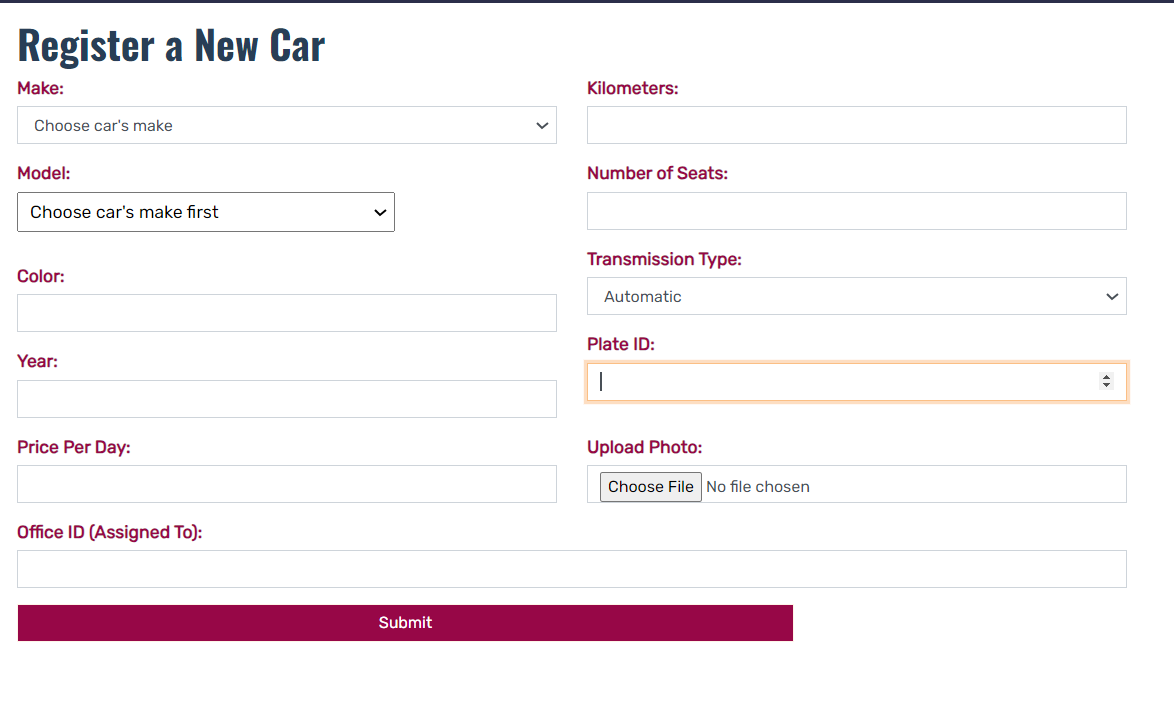 Register a New Car
Make:
Choose car's make
Model:
Choose car's make first
Color:
Year:
Price Per Day:
Kilometers:
Number of Seats:
Transmission Type:
Automatic
Plate ID:
Upload Photo:
Choose File No file chosen
Office ID (Assigned To):
Submit